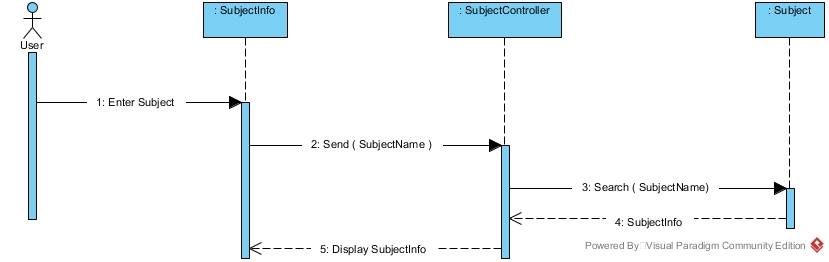 : SubjectInfo
: SubjectController
: Subject
User
1: Enter Subject
2: Send ( SubjectName )
3: Search ( SubjectName)
4: SubjectInfo
5: Display SubjectInfo
Powered By Visual Paradigm Community Edition